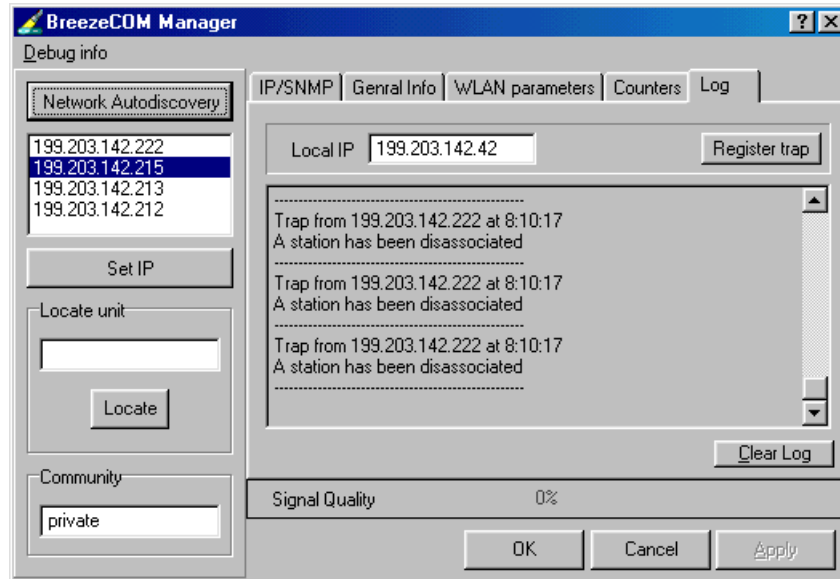 BreezeCOM Manager
Debug info
Network Autodiscovery
199.203.142.222
199.203.142.215
199.203.142.213
199.203.142.212
Set IP
Locate unit
Locate
Community
private
IP/SNMP Genral Info WLAN parameters Counters Log
Local IP 199.203.142.42 Register trap
------------------------------------------------
Trap from 199.203.142.222 at 8:10:17
A station has been disassociated
------------------------------------------------
Trap from 199.203.142.222 at 8:10:17
A station has been disassociated
------------------------------------------------
Trap from 199.203.142.222 at 8:10:17
A station has been disassociated
------------------------------------------------
Clear Log
Signal Quality 0%
OK Cancel Apply